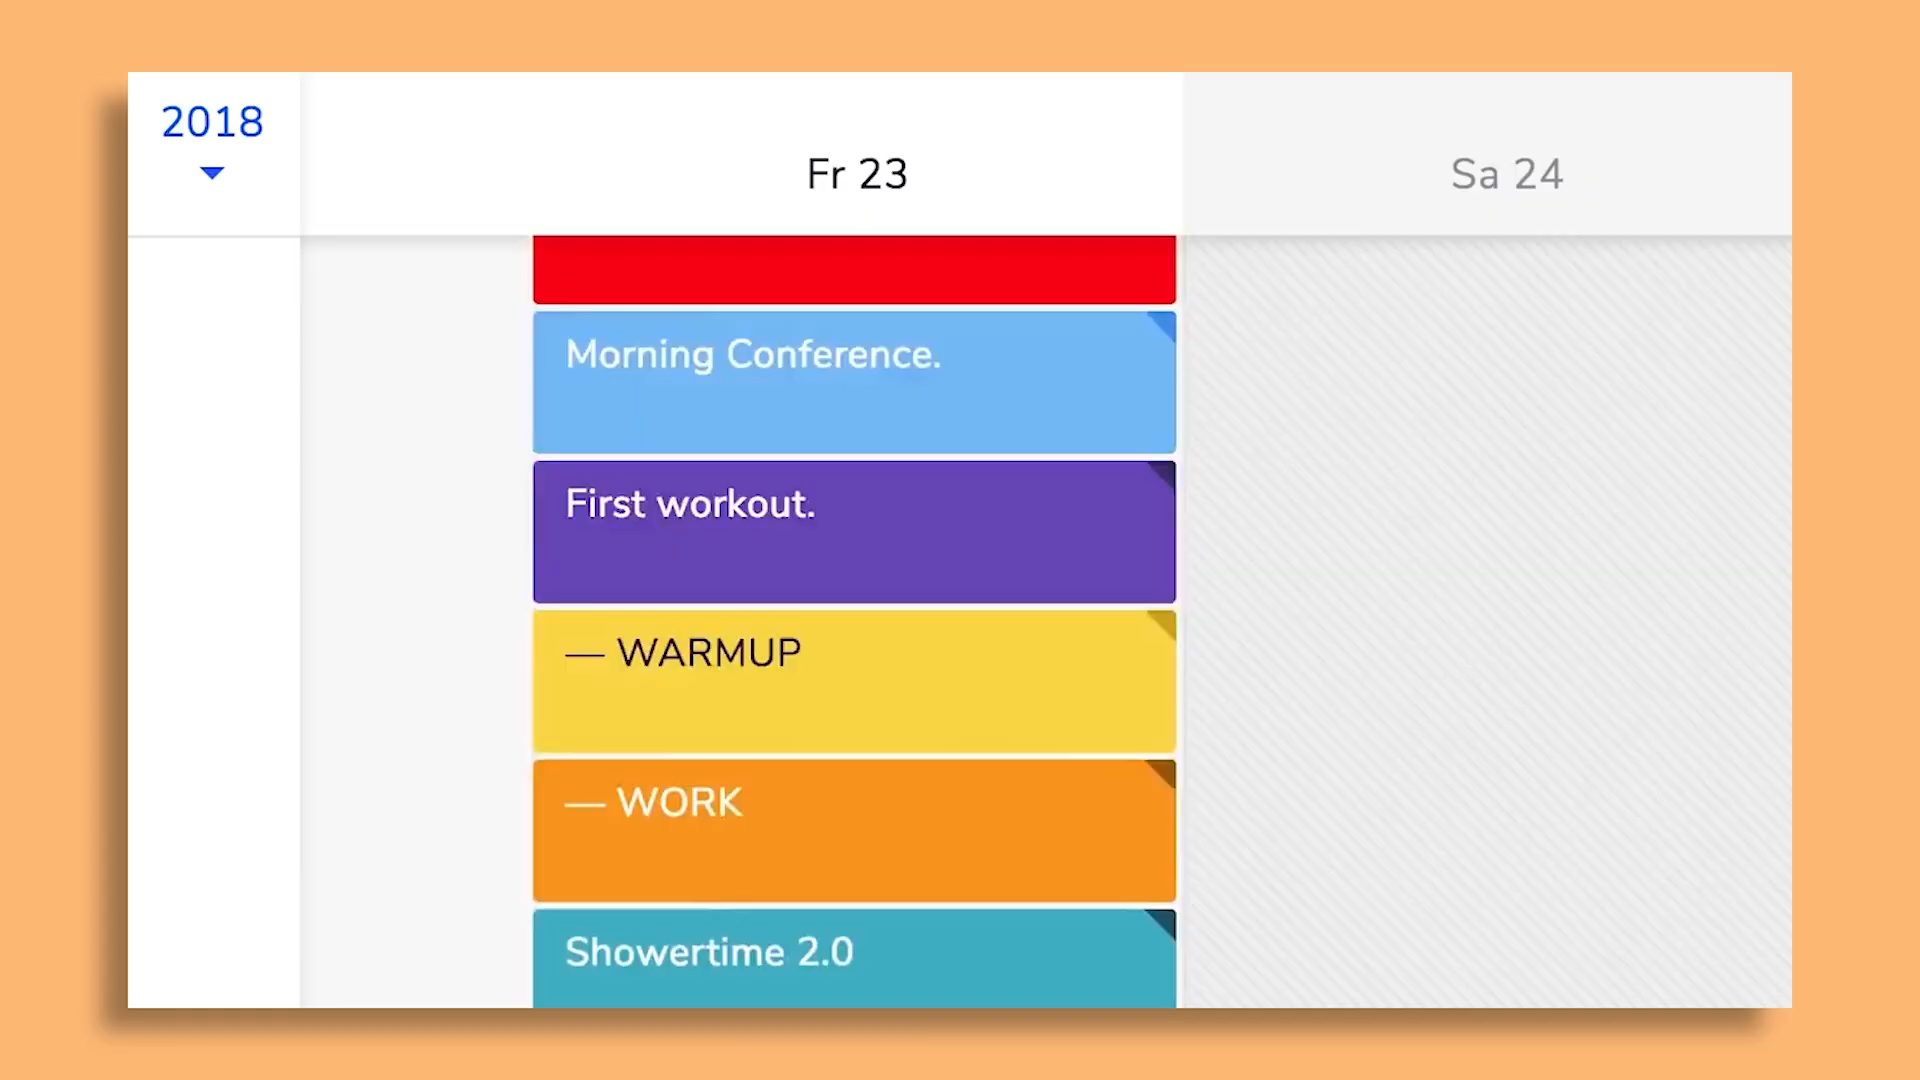 2018
Fr 23
Sa 24
Morning Conference.
First workout.
— WARMUP
— WORK
Showertime 2.0